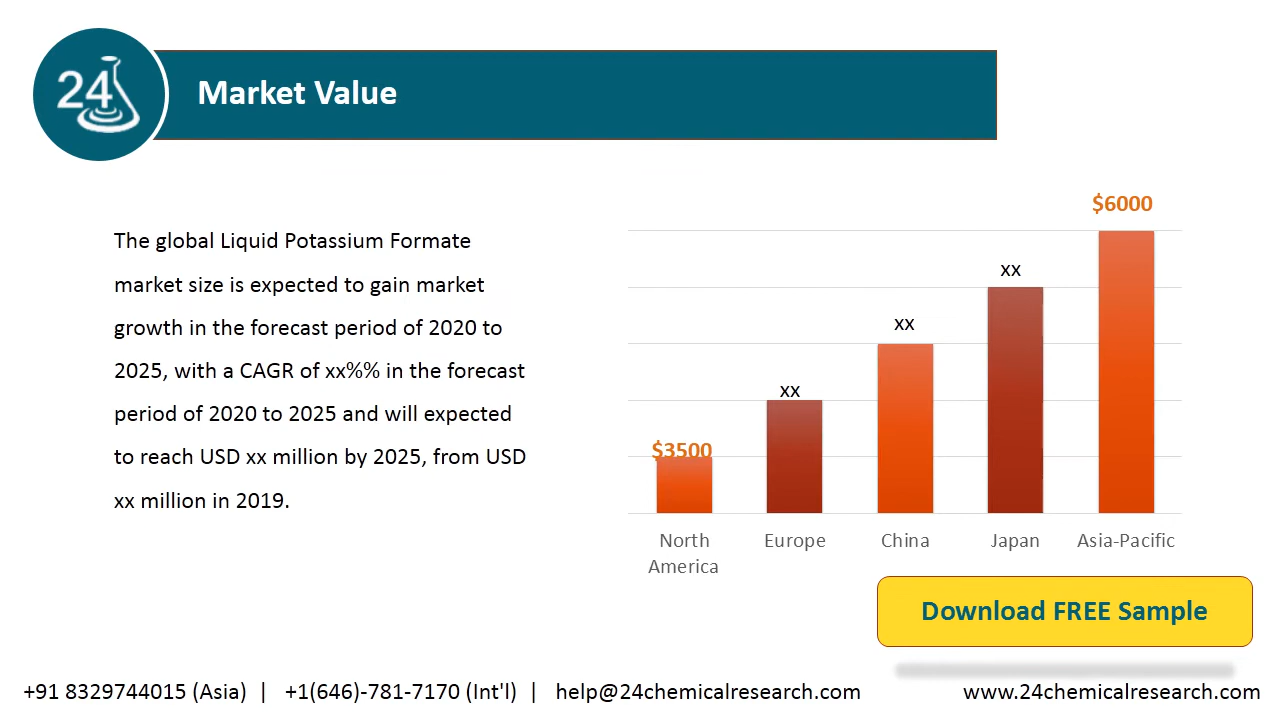 24
Market Value
The global Liquid Potassium Formate
market size is expected to gain market
growth in the forecast period of 2020 to
2025, with a CAGR of xx%% in the forecast
period of 2020 to 2025 and will expected
to reach USD xx million by 2025, from USD
xx million in 2019.
$6000
xx
xx
xx
$3500
North
America
Europe
China
Japan
Asia-Pacific
Download FREE Sample
+91 8329744015 (Asia) | +1(646)-781-7170 (Int'l) | help@24chemicalresearch.com
www.24chemicalresearch.com